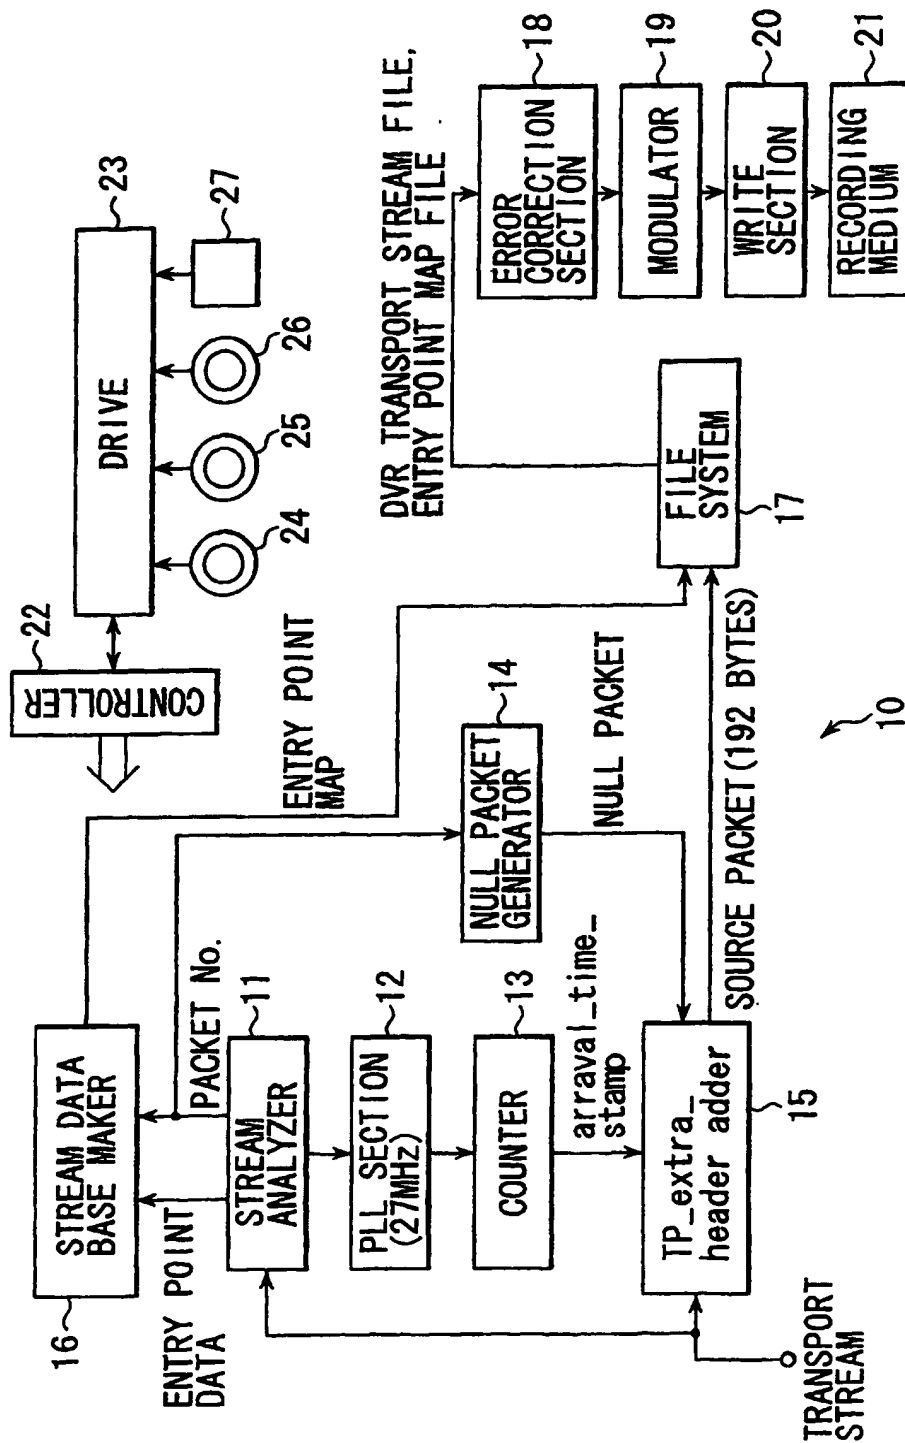 16
STREAM DATA
BASE MAKER
ENTRY POINT
DATA
PACKET No.
11
STREAM
ANALYZER
12
PLL SECTION
(27MHz)
13
COUNTER
arraval_time_
stamp
TP_extra_
header adder
15
TRANSPORT
STREAM
22
CONTROLLER
23
DRIVE
24
25
26
27
ENTRY POINT
MAP
14
NULL PACKET
GENERATOR
NULL PACKET
SOURCE PACKET(192 BYTES)
10
FILE
SYSTEM
17
DVR TRANSPORT STREAM FILE,
ENTRY POINT MAP FILE
18
ERROR
CORRECTION
SECTION
19
MODULATOR
20
WRITE
SECTION
21
RECORDING
MEDIUM